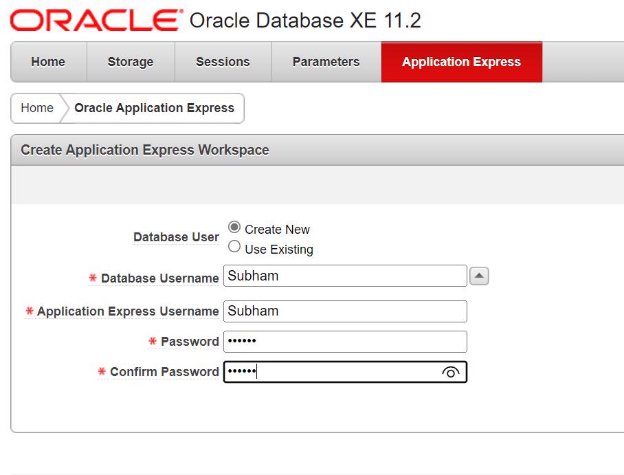 ORACLE® Oracle Database XE 11.2
Home Storage Sessions Parameters Application Express
Home Oracle Application Express
Create Application Express Workspace
Database User Create New
Use Existing
* Database Username Subham
* Application Express Username Subham
* Password ••••••
* Confirm Password ••••••